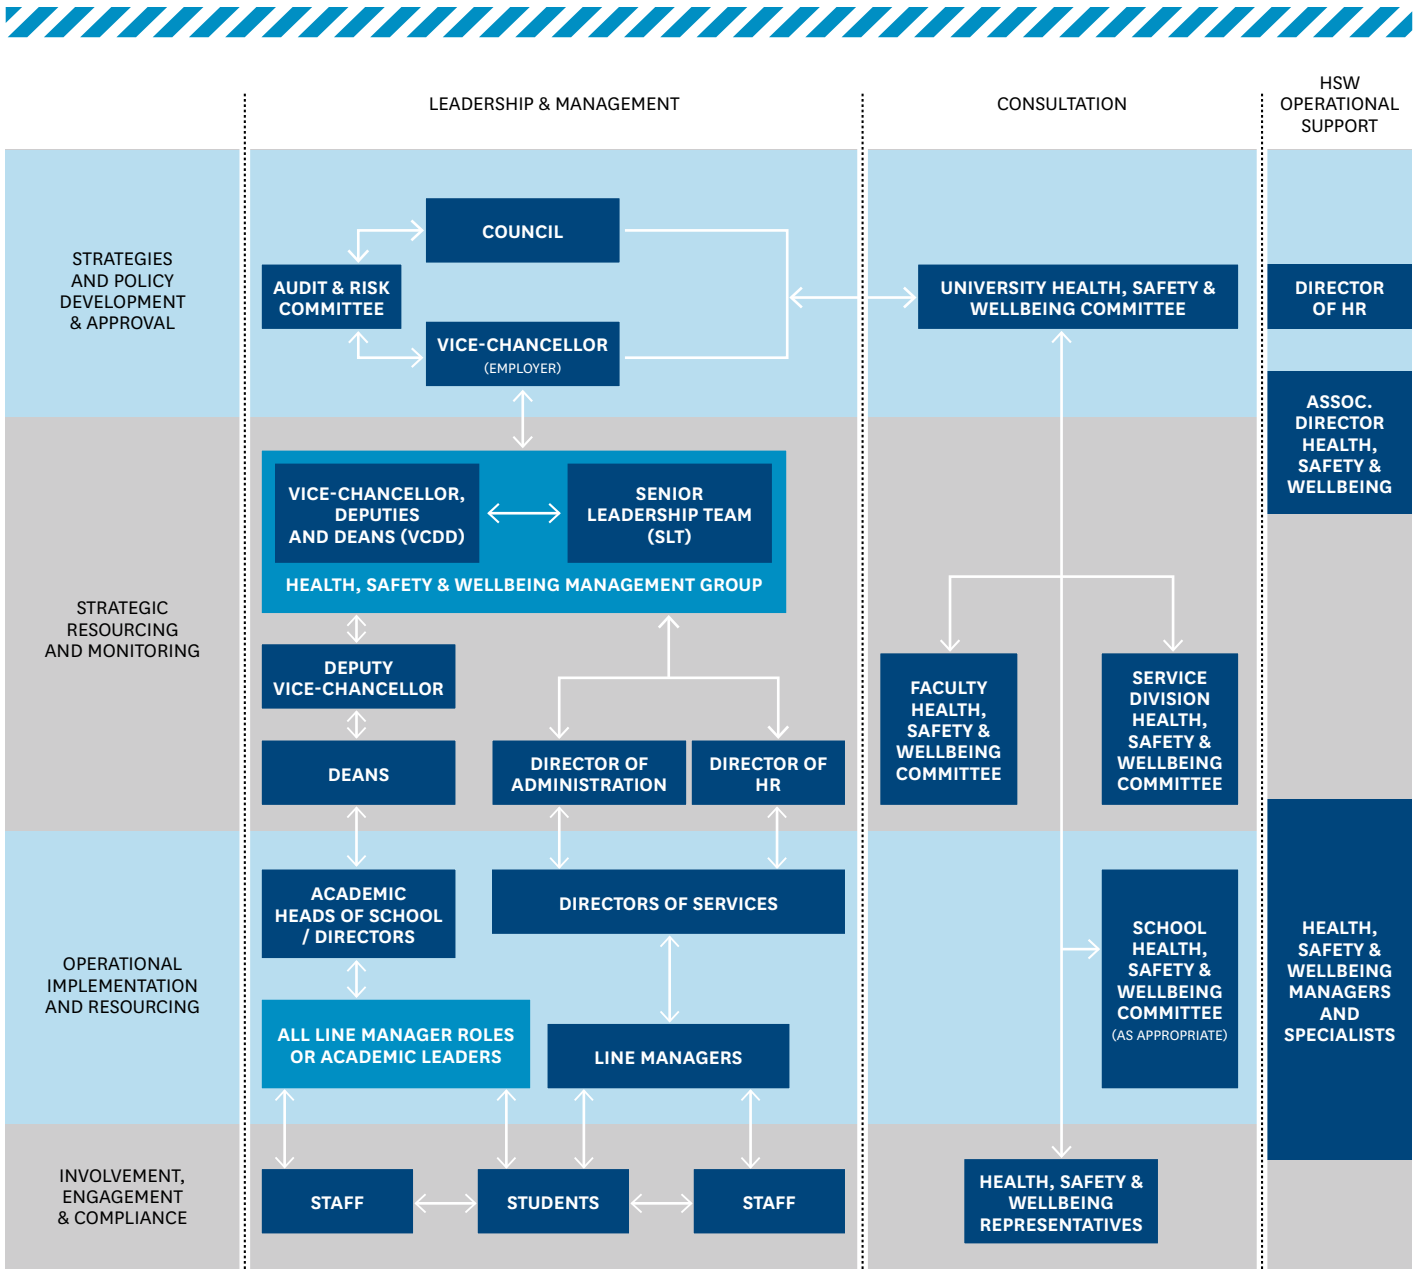 LEADERSHIP & MANAGEMENT
CONSULTATION
HSW
OPERATIONAL
SUPPORT
STRATEGIES
AND POLICY
DEVELOPMENT
& APPROVAL
COUNCIL
AUDIT & RISK
COMMITTEE
VICE-CHANCELLOR
(EMPLOYER)
UNIVERSITY HEALTH, SAFETY &
WELLBEING COMMITTEE
DIRECTOR
OF HR
ASSOC.
DIRECTOR
HEALTH,
SAFETY &
WELLBEING
STRATEGIC
RESOURCING
AND MONITORING
VICE-CHANCELLOR,
DEPUTIES
AND DEANS (VCDD)
SENIOR
LEADERSHIP TEAM
(SLT)
HEALTH, SAFETY & WELLBEING MANAGEMENT GROUP
DEPUTY
VICE-CHANCELLOR
DEANS
DIRECTOR OF
ADMINISTRATION
DIRECTOR OF
HR
FACULTY
HEALTH,
SAFETY &
WELLBEING
COMMITTEE
SERVICE
DIVISION
HEALTH,
SAFETY &
WELLBEING
COMMITTEE
OPERATIONAL
IMPLEMENTATION
AND RESOURCING
ACADEMIC
HEADS OF SCHOOL
/ DIRECTORS
DIRECTORS OF SERVICES
ALL LINE MANAGER ROLES
OR ACADEMIC LEADERS
LINE MANAGERS
SCHOOL
HEALTH,
SAFETY &
WELLBEING
COMMITTEE
(AS APPROPRIATE)
HEALTH,
SAFETY &
WELLBEING
MANAGERS
AND
SPECIALISTS
INVOLVEMENT,
ENGAGEMENT
& COMPLIANCE
STAFF
STUDENTS
STAFF
HEALTH, SAFETY &
WELLBEING
REPRESENTATIVES